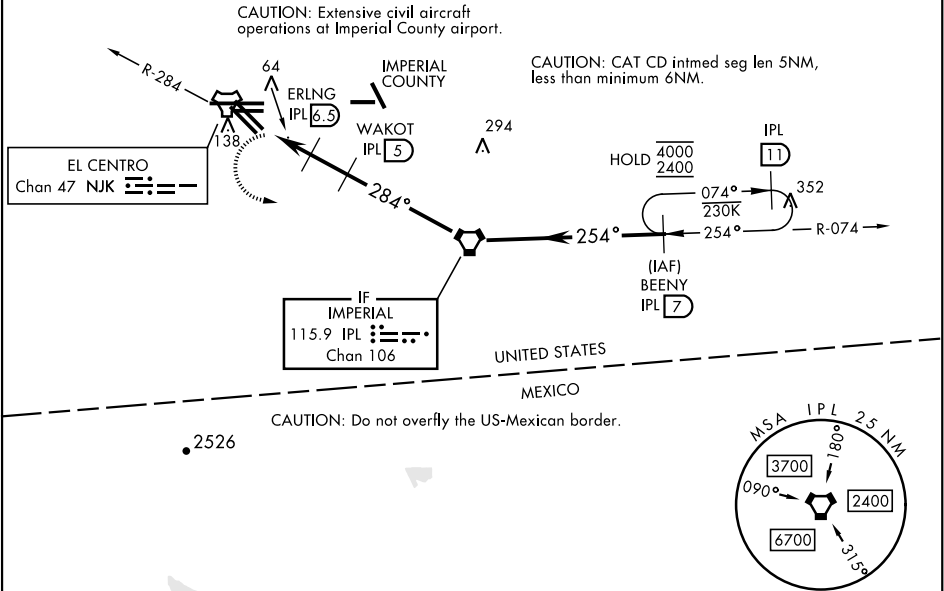 CAUTION: Extensive civil aircraft
operations at Imperial County airport.
CAUTION: CAT CD intmed seg len 5NM,
less than minimum 6NM.
R-284
64
ERLNG
IPL 6.5
IMPERIAL
COUNTY
WAKOT
IPL 5
138
294
EL CENTRO
Chan 47 NJK
284°
HOLD 4000
2400
IPL
11
074°
230K
352
254°
254°
R-074
(IAF)
BEENY
IPL 7
IF
IMPERIAL
115.9 IPL
Chan 106
UNITED STATES
MEXICO
CAUTION: Do not overfly the US-Mexican border.
2526
MSA IPL 25 NM
180°
3700
090°
2400
6700
315°